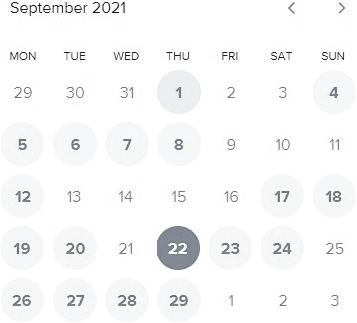 September 2021
MON TUE WED THU FRI SAT SUN
29 30 31 1 2 3 4
5 6 7 8 9 10 11
12 13 14 15 16 17 18
19 20 21 22 23 24 25
26 27 28 29 1 2 3